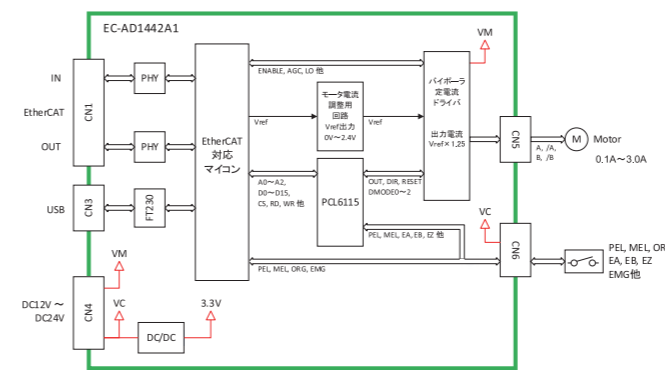 EC-AD1442A1
VM
IN
PHY
ENABLE, AGC, LO 他
バイポーラ
定電流
ドライバ
出力電流
Vref×1.25
モータ電流
調整用
回路
Vref出力
0V～2.4V
EtherCAT
CN1
Vref
Vref
EtherCAT
対応
マイコン
CN5
M
Motor
OUT
PHY
A, /A,
B, /B
0.1A～3.0A
A0～A2,
D0～D15,
CS, RD, WR 他
PCL6115
OUT, DIR, RESET
DMODE0～2
USB
CN3
FT230
VC
PEL, MEL, EA, EB, EZ 他
CN6
PEL, MEL, OR
EA, EB, EZ
EMG他
VM
PEL, MEL, ORG, EMG
DC12V ～
DC24V
CN4
VC
3.3V
DC/DC